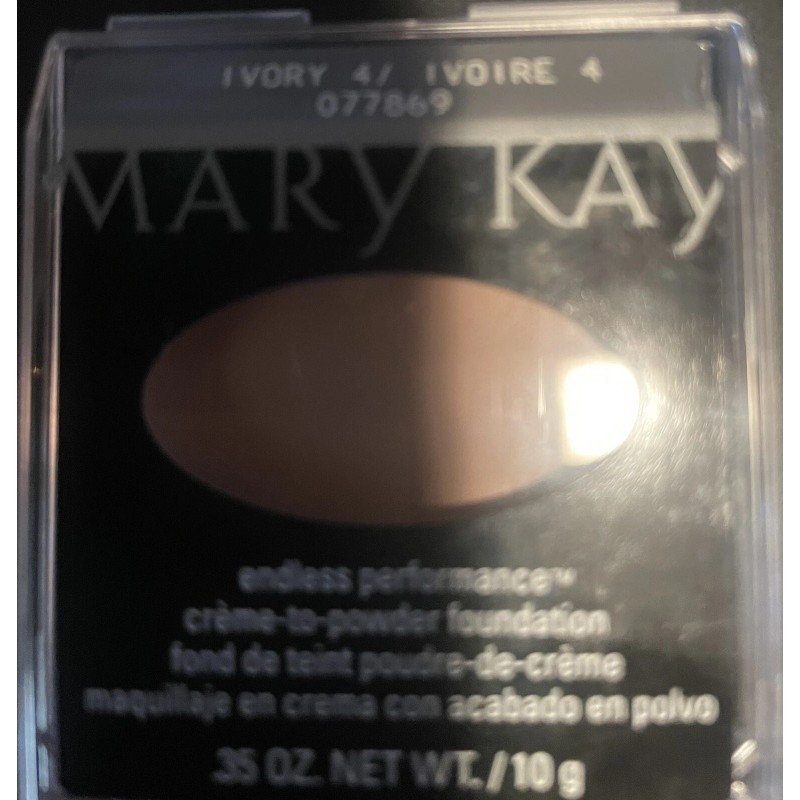 IVORY 4/ IVOIRE 4
077869
MARY KAY
endless performance™
crème-to-powder foundation
fond de teint poudre-de-crème
maquillaje en crema con acabado en polvo
.35 OZ. NET WT./10 g